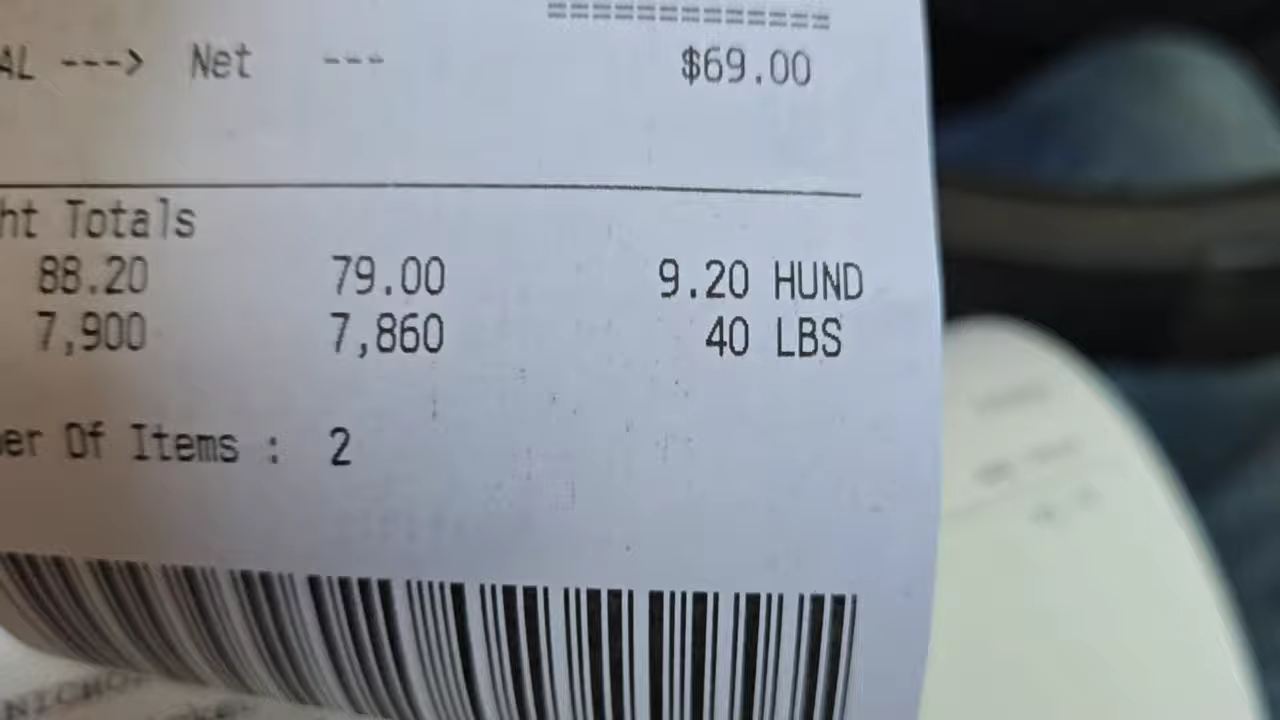 ============
AL ---> Net --- $69.00
ht Totals
88.20 79.00 9.20 HUND
7,900 7,860 40 LBS
er Of Items : 2